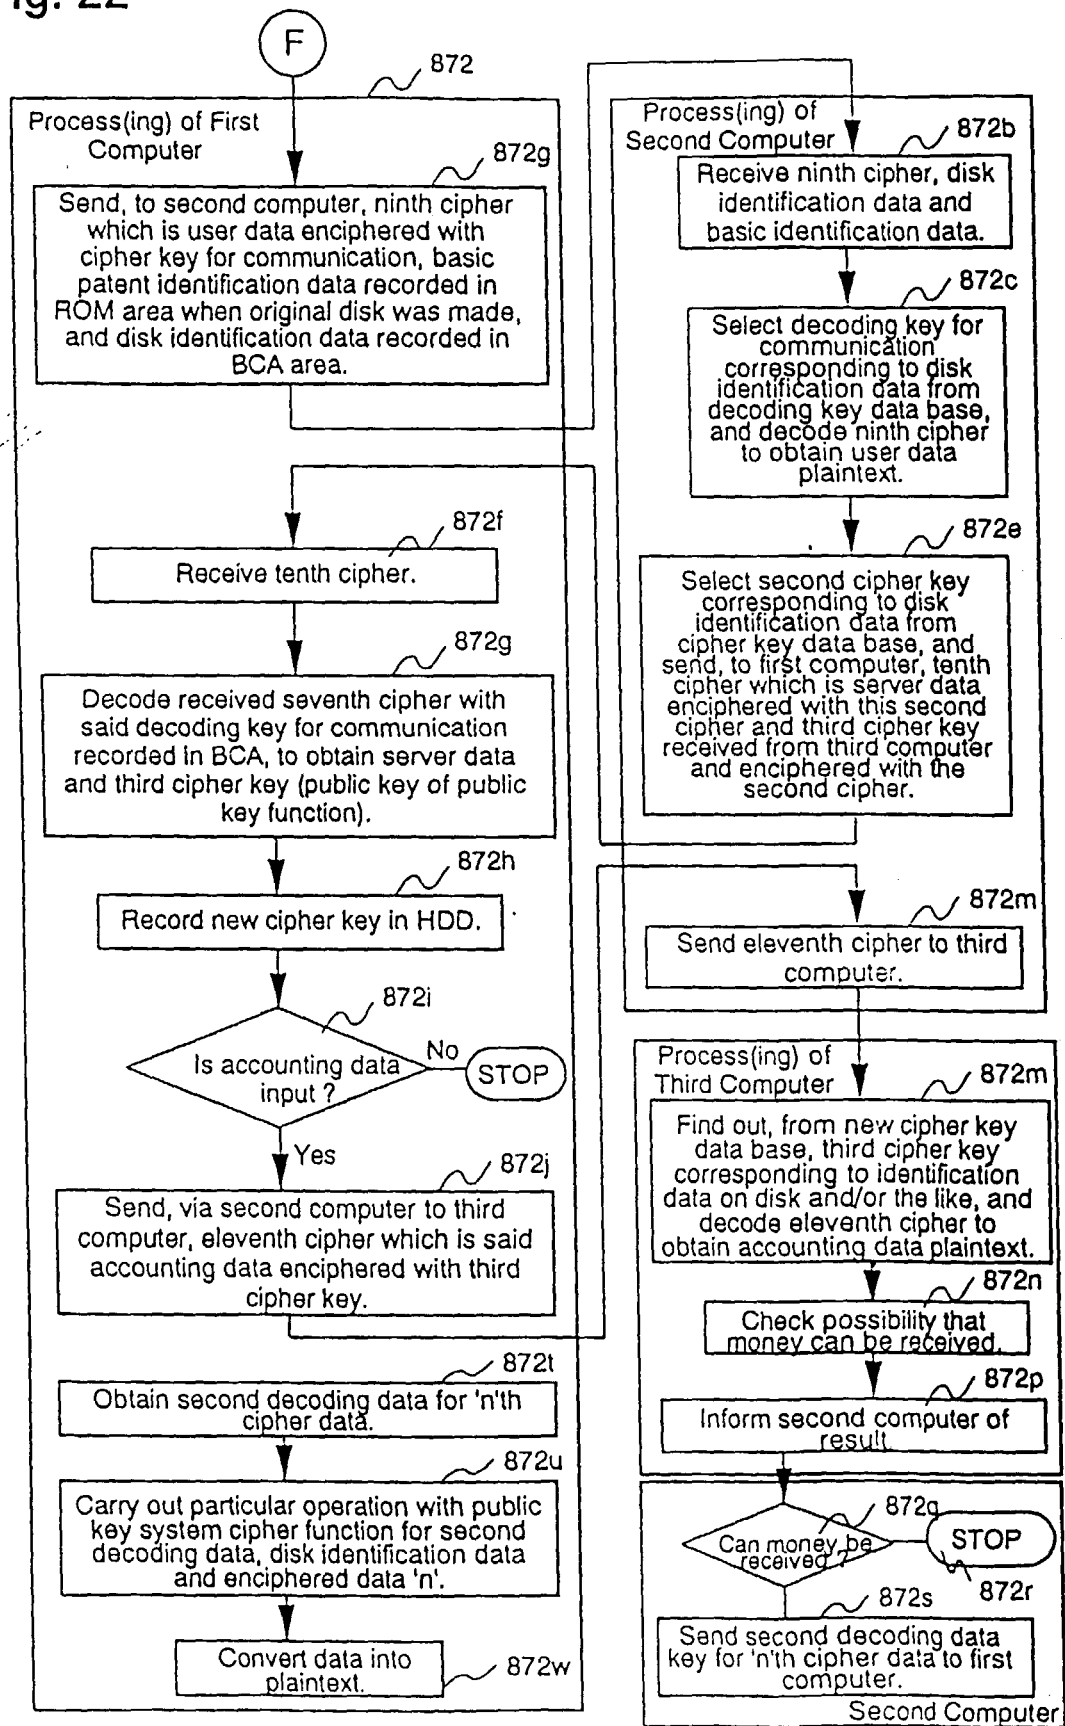 ig. 22
F
872
Process(ing) of First
Computer
872g
Send, to second computer, ninth cipher
which is user data enciphered with
cipher key for communication, basic
patent identification data recorded in
ROM area when original disk was made,
and disk identification data recorded in
BCA area.
872f
Receive tenth cipher.
872g
Decode received seventh cipher with
said decoding key for communication
recorded in BCA, to obtain server data
and third cipher key (public key of public
key function).
872h
Record new cipher key in HDD.
872i
Is accounting data
input ?
No
STOP
Yes
872j
Send, via second computer to third
computer, eleventh cipher which is said
accounting data enciphered with third
cipher key.
872t
Obtain second decoding data for 'n'th
cipher data.
872u
Carry out particular operation with public
key system cipher function for second
decoding data, disk identification data
and enciphered data 'n'.
Convert data into
plaintext.
872w
Process(ing) of
Second Computer
872b
Receive ninth cipher, disk
identification data and
basic identification data.
872c
Select decoding key for
communication
corresponding to disk
identification data from
decoding key data base,
and decode ninth cipher
to obtain user data
plaintext.
872e
Select second cipher key
corresponding to disk
identification data from
cipher key data base, and
send, to first computer, tenth
cipher which is server data
enciphered with this second
cipher and third cipher key
received from third computer
and enciphered with the
second cipher.
872m
Send eleventh cipher to third
computer.
Process(ing) of
Third Computer
872m
Find out, from new cipher key
data base, third cipher key
corresponding to identification
data on disk and/or the like, and
decode eleventh cipher to
obtain accounting data plaintext.
872n
Check possibility that
money can be received.
872p
Inform second computer of
result.
872q
Can money be
received ?
STOP
872r
872s
Send second decoding data
key for 'n'th cipher data to first
computer.
Second Computer